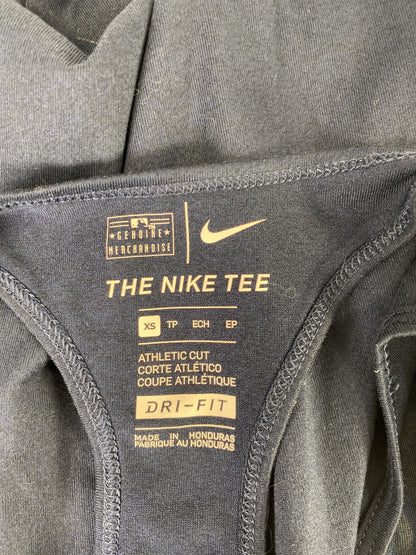 GENUINE
MERCHANDISE
THE NIKE TEE
XS TP ECH EP
ATHLETIC CUT
CORTE ATLÉTICO
COUPE ATHLÉTIQUE
DRI-FIT
MADE IN HONDURAS
FABRIQUE AU HONDURAS